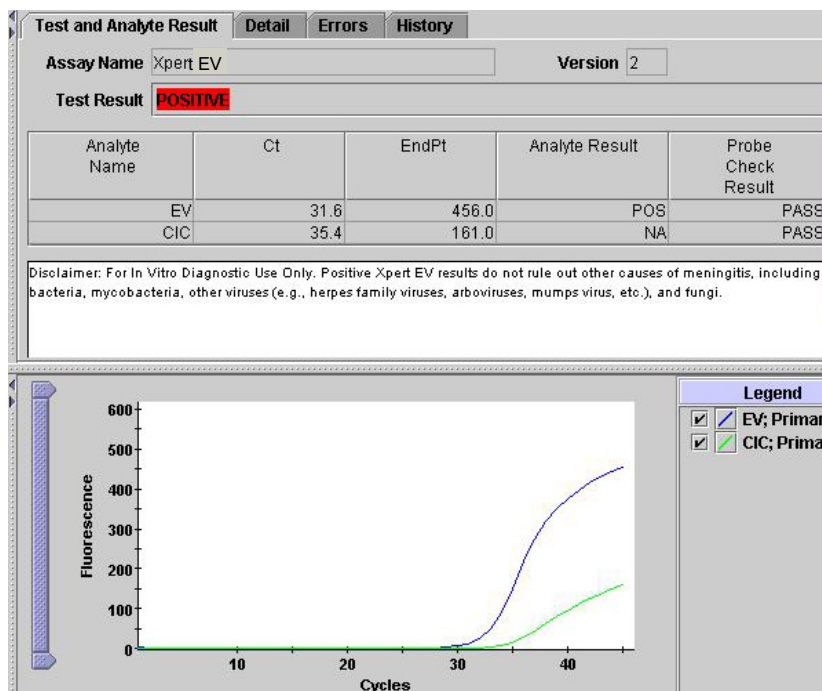 Test and Analyte Result Detail Errors History
Assay Name Xpert EV Version 2
Test Result POSITIVE
Analyte Name Ct EndPt Analyte Result Probe Check Result
EV 31.6 456.0 POS PASS
CIC 35.4 161.0 NA PASS
Disclaimer: For In Vitro Diagnostic Use Only. Positive Xpert EV results do not rule out other causes of meningitis, including
bacteria, mycobacteria, other viruses (e.g., herpes family viruses, arboviruses, mumps virus, etc.), and fungi.
Legend
EV; Primar
CIC; Prima
600
500
400
300
200
100
0
Fluorescence
10 20 30 40
Cycles